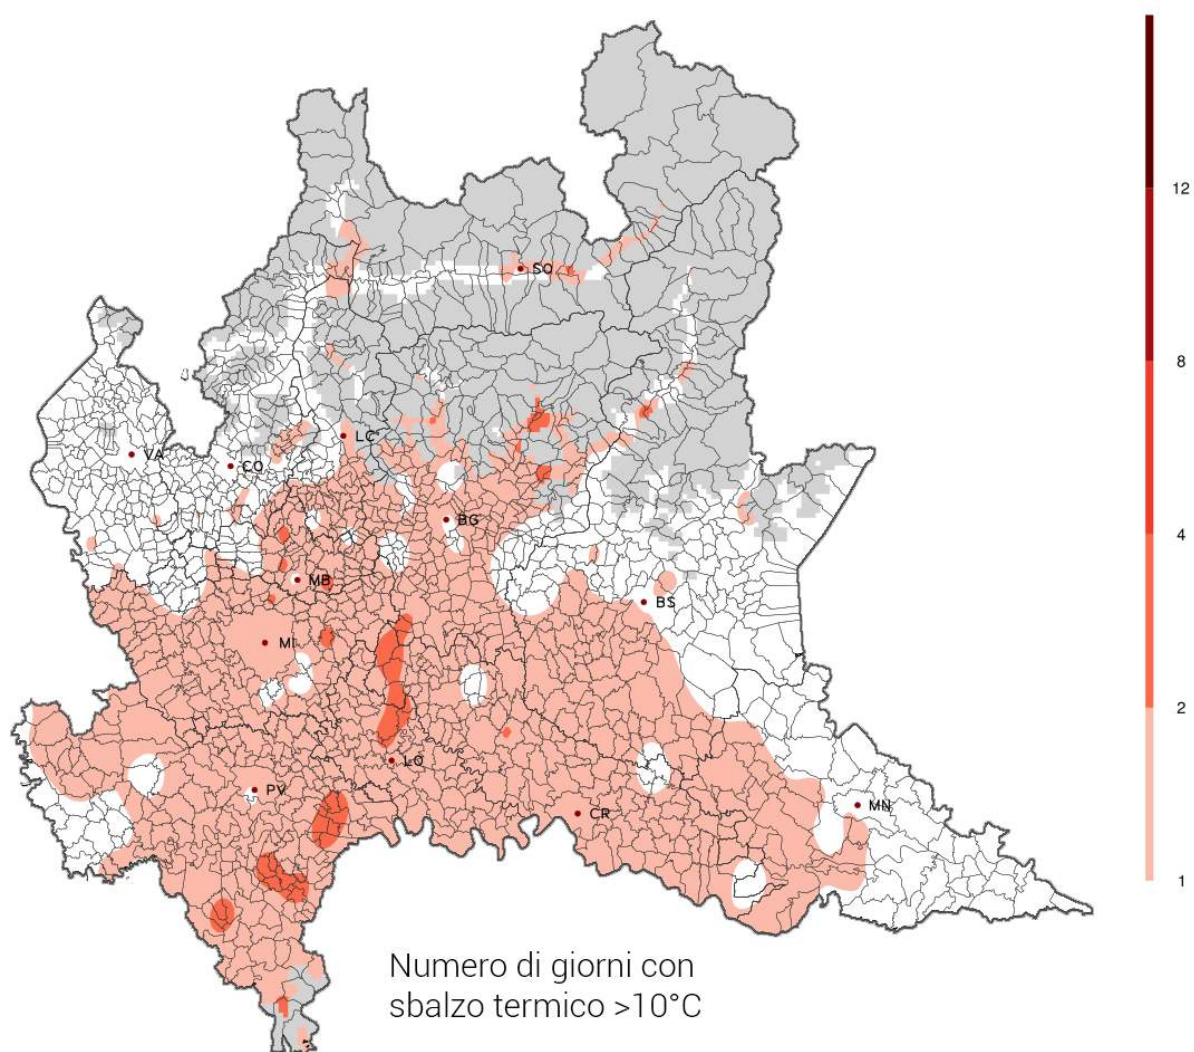 12
SO
8
LC
VA
CO
BG
4
MB
BS
MI
2
LO
PV
MN
CR
1
Numero di giorni con
sbalzo termico >10°C